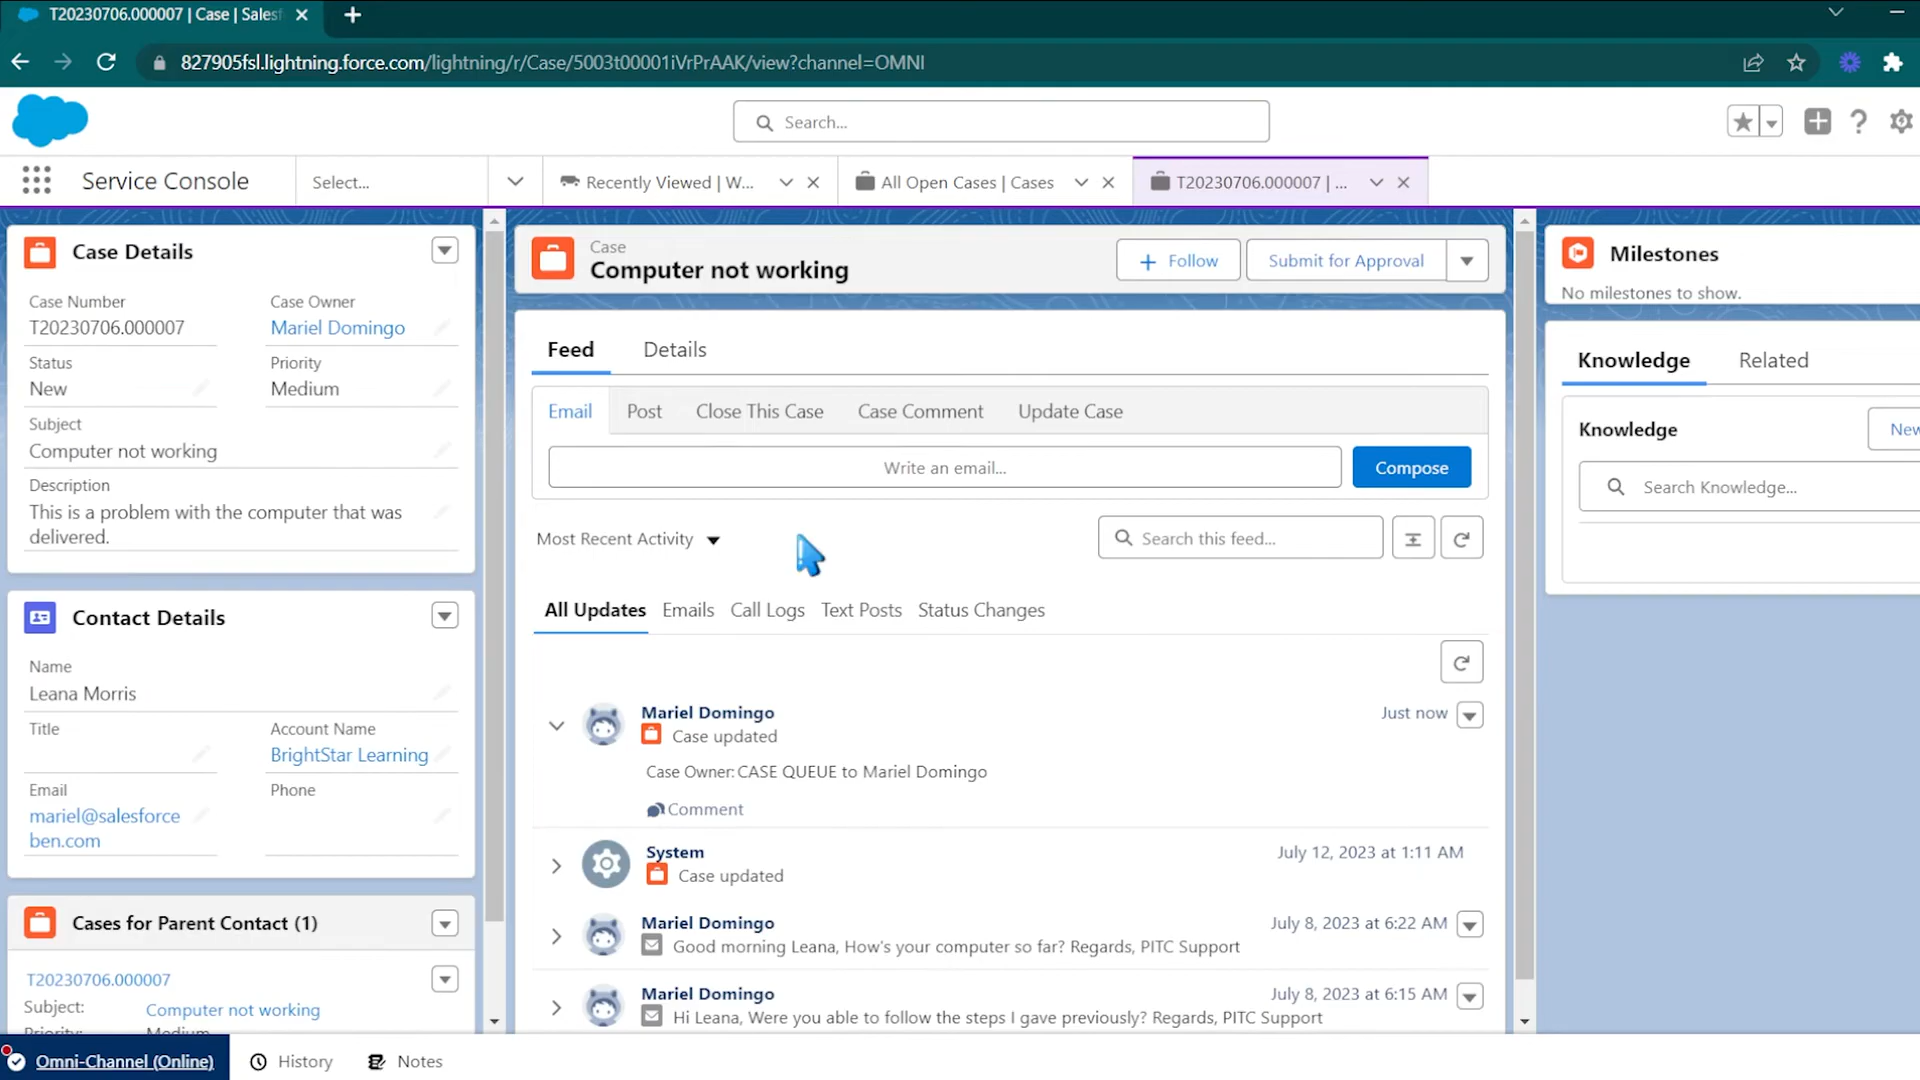 T20230706.000007 | Case | Sales
827905fsl.lightning.force.com/lightning/r/Case/5003t00001iVrPrAAK/view?channel=OMNI
Search...
Service Console
Select...
Recently Viewed | W...
All Open Cases | Cases
T20230706.000007 | ...
Case Details
Case Number
Case Owner
T20230706.000007
Mariel Domingo
Status
Priority
New
Medium
Subject
Computer not working
Description
This is a problem with the computer that was
delivered.
Contact Details
Name
Leana Morris
Title
Account Name
BrightStar Learning
Email
Phone
mariel@salesforce
ben.com
Cases for Parent Contact (1)
T20230706.000007
Subject:
Computer not working
Priority:
Medium
Case
Computer not working
Follow
Submit for Approval
Feed
Details
Email
Post
Close This Case
Case Comment
Update Case
Write an email...
Compose
Most Recent Activity
Search this feed...
All Updates
Emails
Call Logs
Text Posts
Status Changes
Mariel Domingo
Just now
Case updated
Case Owner: CASE QUEUE to Mariel Domingo
Comment
System
July 12, 2023 at 1:11 AM
Case updated
Mariel Domingo
July 8, 2023 at 6:22 AM
Good morning Leana, How's your computer so far? Regards, PITC Support
Mariel Domingo
July 8, 2023 at 6:15 AM
Hi Leana, Were you able to follow the steps I gave previously? Regards, PITC Support
Milestones
No milestones to show.
Knowledge
Related
Knowledge
New
Search Knowledge...
Omni-Channel (Online)
History
Notes